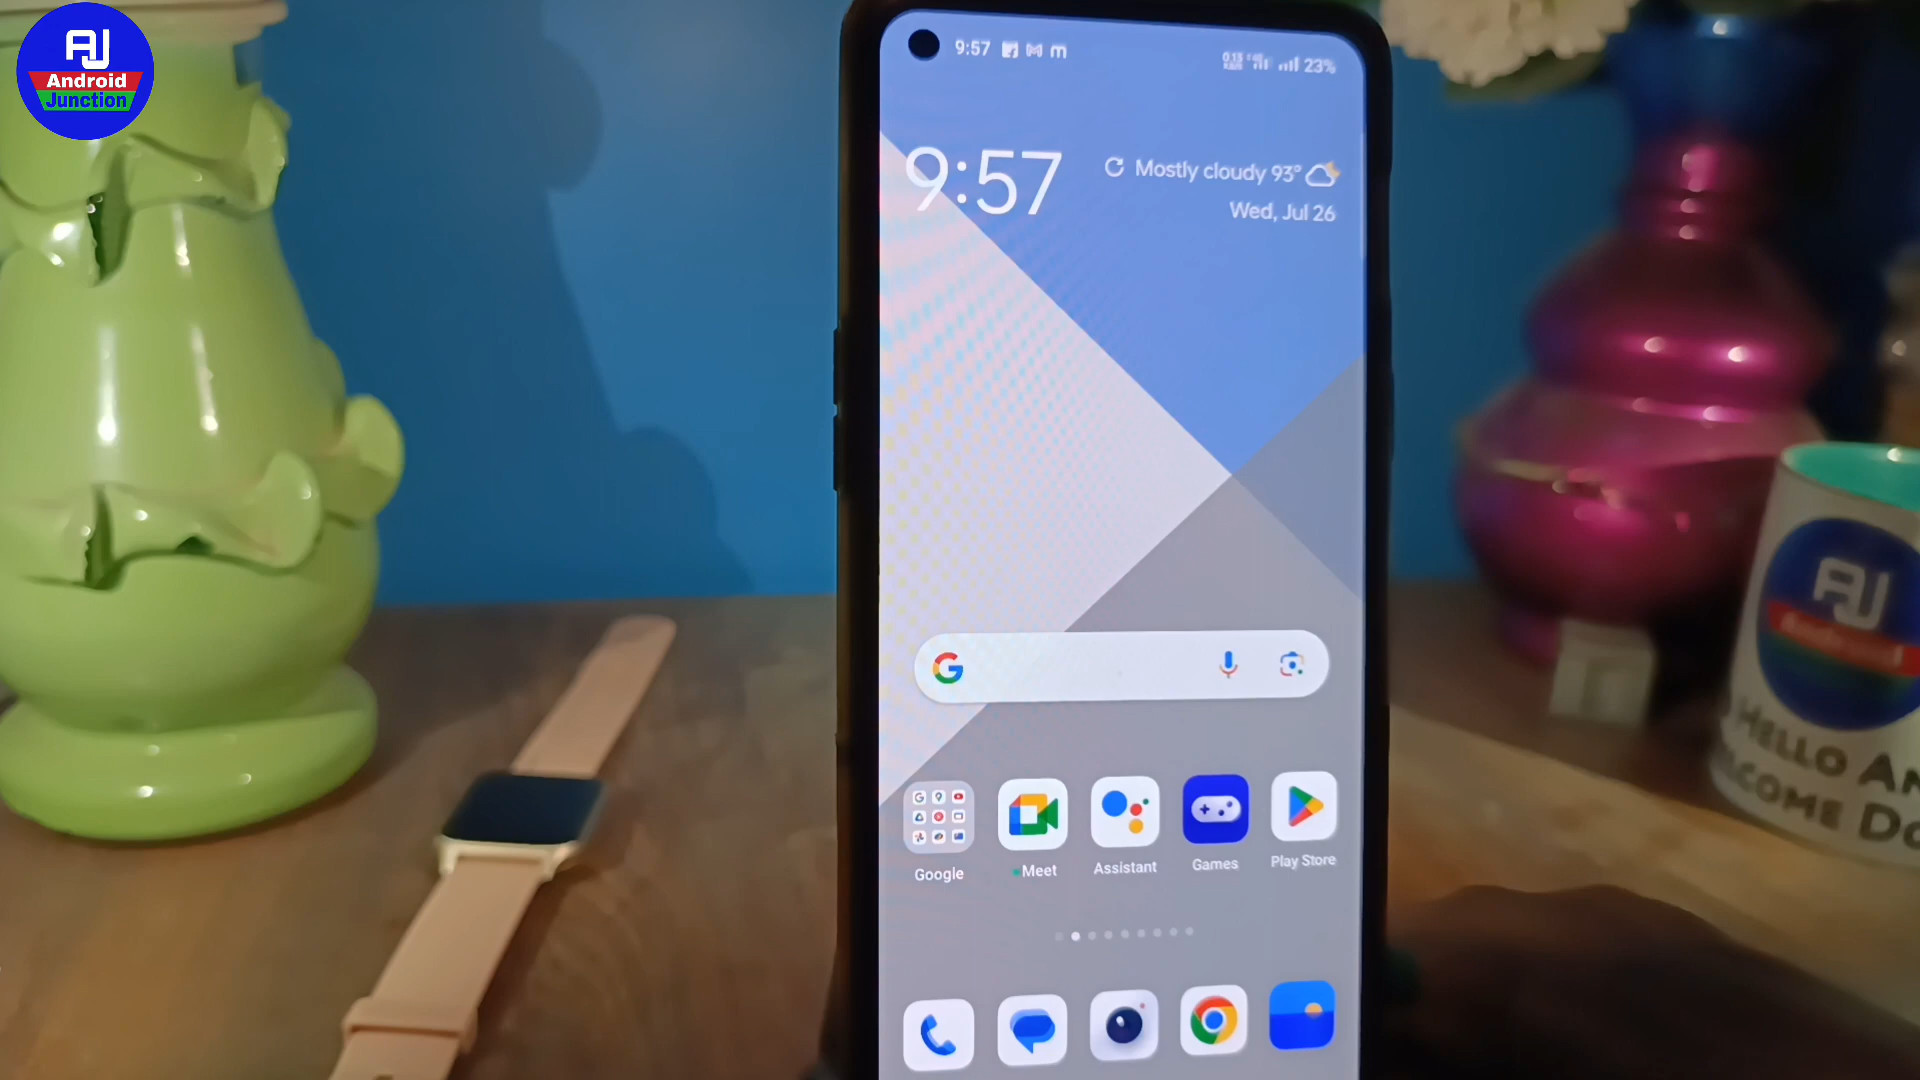 AJ
Android
Junction
9:57 m
23%
9:57
Mostly cloudy 93°
Wed, Jul 26
G
Google
Meet
Assistant
Games
Play Store
AJ
Android
HELLO AN
COME DO